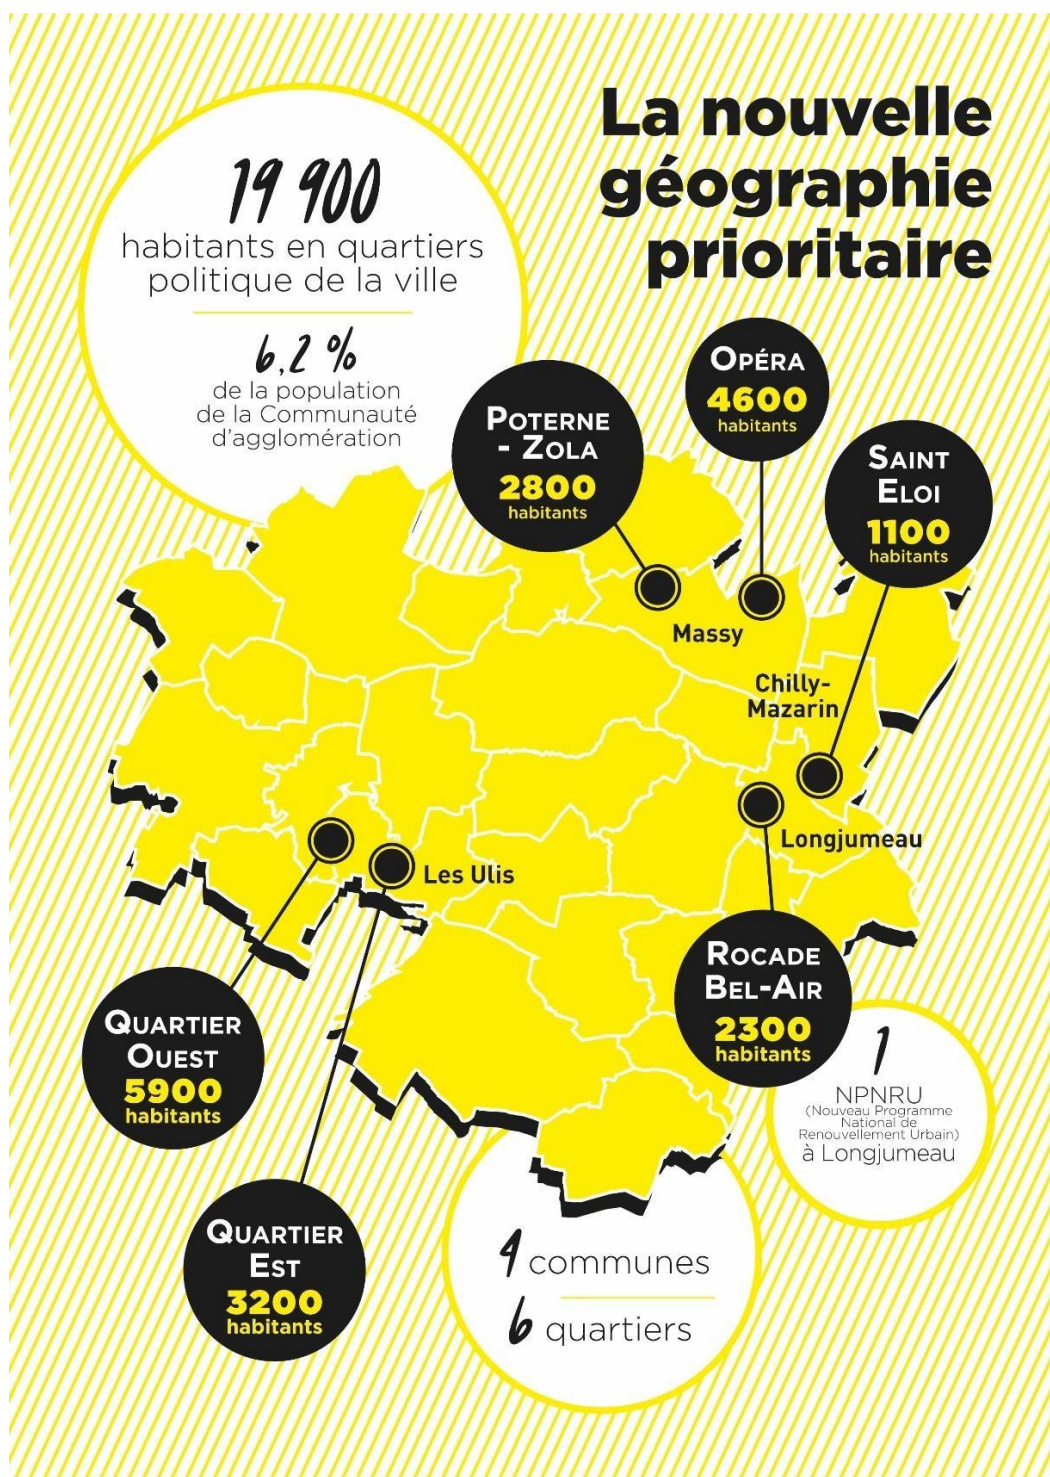 La nouvelle
géographie
prioritaire
19 900
habitants en quartiers
politique de la ville
6,2 %
de la population
de la Communauté
d'agglomération
OPÉRA
4600
habitants
POTERNE
- ZOLA
2800
habitants
SAINT
ELOI
1100
habitants
Massy
Chilly-
Mazarin
Longjumeau
Les Ulis
ROCADE
BEL-AIR
2300
habitants
QUARTIER
OUEST
5900
habitants
1
NPNRU
(Nouveau Programme
National de
Renouvellement Urbain)
à Longjumeau
QUARTIER
EST
3200
habitants
4 communes
6 quartiers